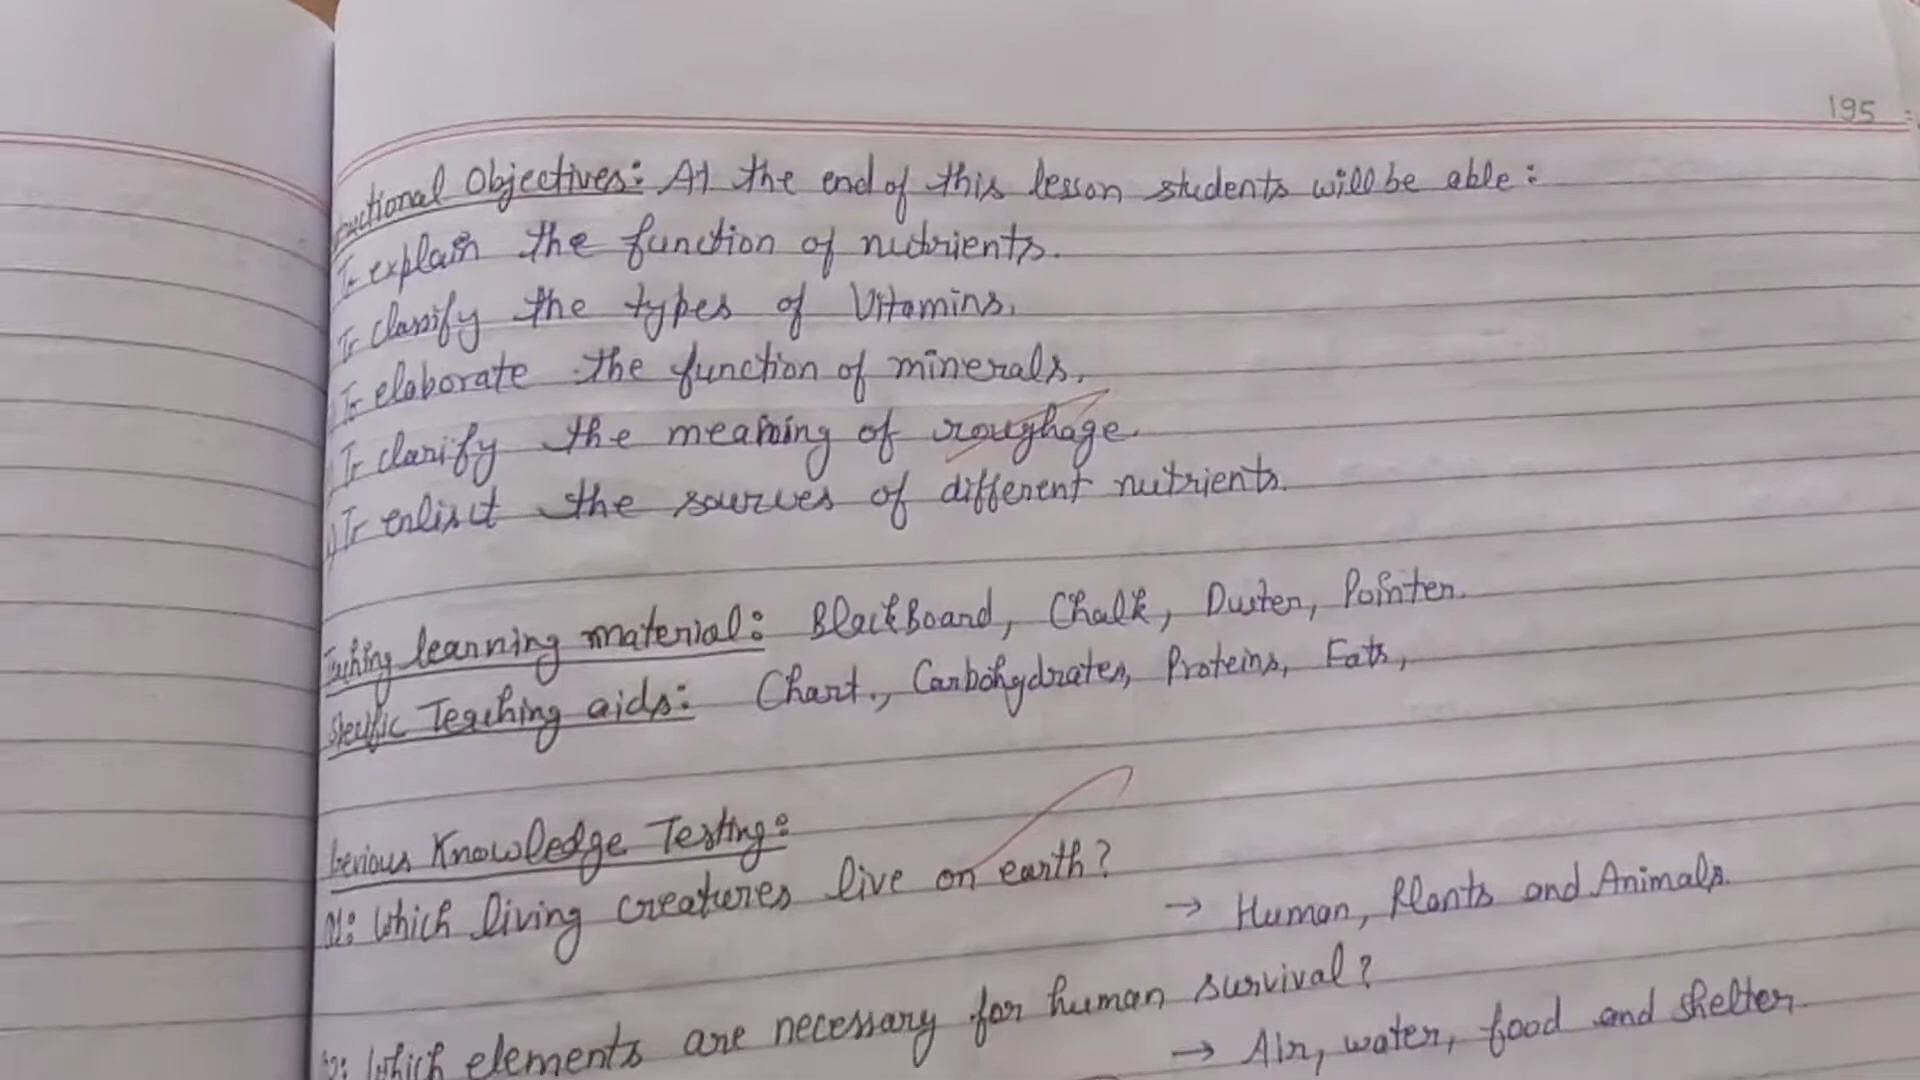 195
uctional Objectives: At the end of this lesson students will be able:
To explain the function of nutrients.
To classify the types of Vitamins.
To elaborate the function of minerals.
To clarify the meaning of roughage.
To enlist the sources of different nutrients.
learning material: BlackBoard, Chalk, Duster, Pointer.
Specific Teaching aids: Chart., Carbohydrates, Proteins, Fats,
Knowledge Testing:
Q1: Which living creatures live on earth?
→ Human, Plants and Animals.
Which elements are necessary for human survival?
→ Air, water, food and shelter.